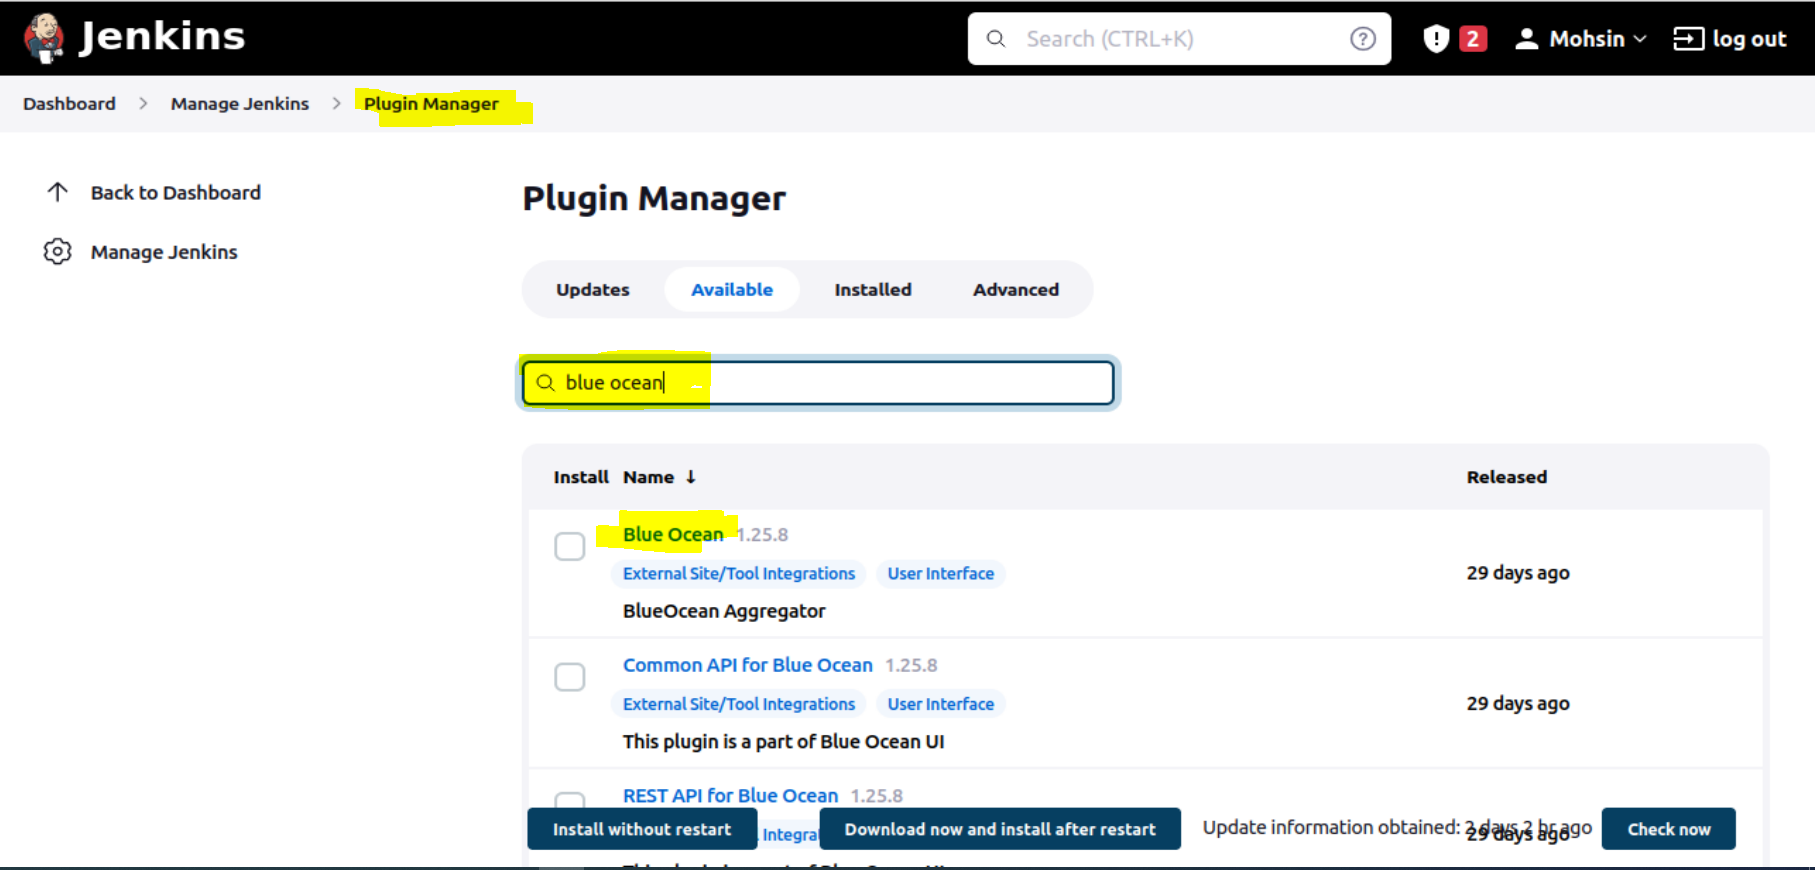 Jenkins
Search (CTRL+K)
2
Mohsin
log out
Dashboard > Manage Jenkins > Plugin Manager
Back to Dashboard
Manage Jenkins
Plugin Manager
Updates Available Installed Advanced
blue ocean
Install Name ↓ Released
Blue Ocean 1.25.8
External Site/Tool Integrations User Interface
29 days ago
BlueOcean Aggregator
Common API for Blue Ocean 1.25.8
External Site/Tool Integrations User Interface
29 days ago
This plugin is a part of Blue Ocean UI
REST API for Blue Ocean 1.25.8
Install without restart
Download now and install after restart
Update information obtained: 2 days 2 hr ago
29 days ago
Check now